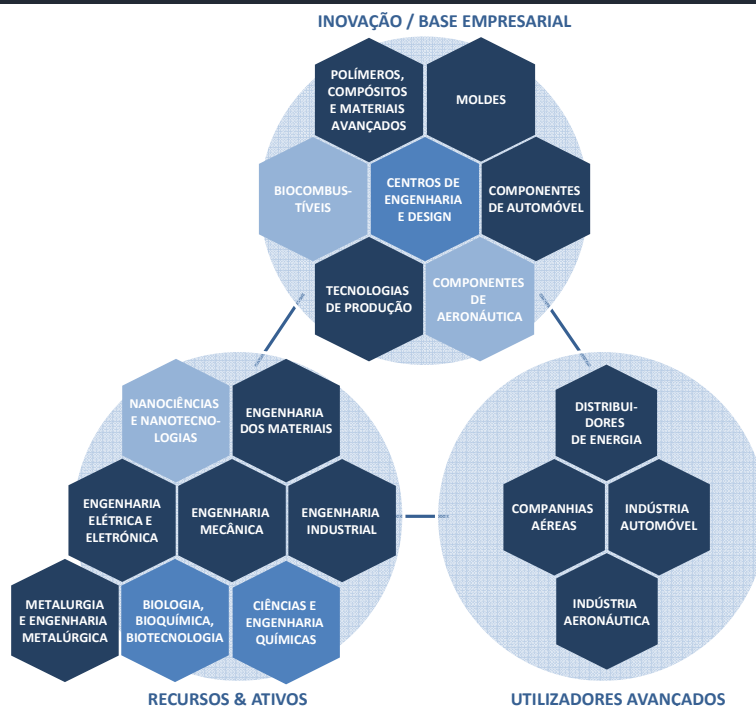 INOVAÇÃO / BASE EMPRESARIAL
POLÍMEROS,
COMPÓSITOS
E MATERIAIS
AVANÇADOS
MOLDES
BIOCOMBUS-
TÍVEIS
CENTROS DE
ENGENHARIA
E DESIGN
COMPONENTES
DE AUTOMÓVEL
TECNOLOGIAS
DE PRODUÇÃO
COMPONENTES
DE
AERONÁUTICA
NANOCIÊNCIAS
E NANOTECNO-
LOGIAS
ENGENHARIA
DOS MATERIAIS
ENGENHARIA
ELÉTRICA E
ELETRÓNICA
ENGENHARIA
MECÂNICA
ENGENHARIA
INDUSTRIAL
METALURGIA
E ENGENHARIA
METALÚRGICA
BIOLOGIA,
BIOQUÍMICA,
BIOTECNOLOGIA
CIÊNCIAS E
ENGENHARIA
QUÍMICAS
RECURSOS & ATIVOS
DISTRIBUI-
DORES
DE ENERGIA
COMPANHIAS
AÉREAS
INDÚSTRIA
AUTOMÓVEL
INDÚSTRIA
AERONÁUTICA
UTILIZADORES AVANÇADOS